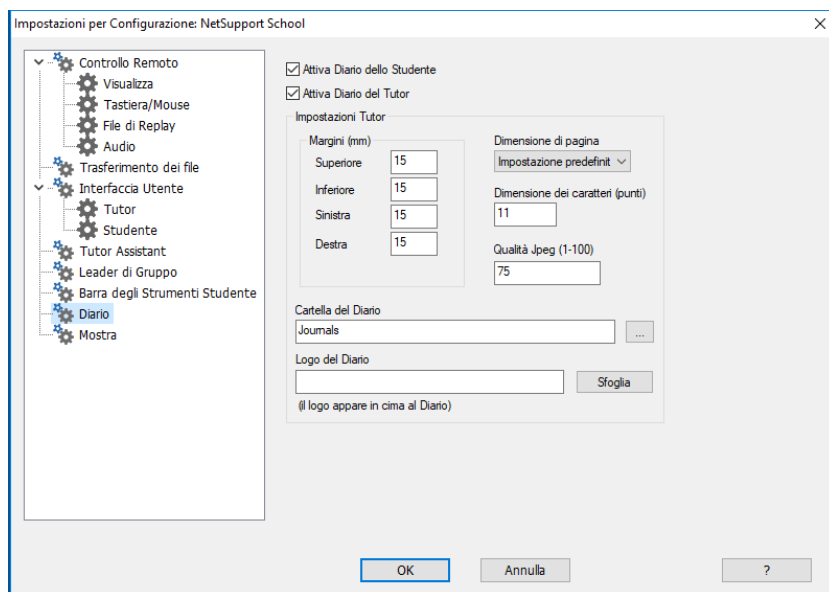 Impostazioni per Configurazione: NetSupport School
Controllo Remoto
Visualizza
Tastiera/Mouse
File di Replay
Audio
Trasferimento dei file
Interfaccia Utente
Tutor
Studente
Tutor Assistant
Leader di Gruppo
Barra degli Strumenti Studente
Diario
Mostra
Attiva Diario dello Studente
Attiva Diario del Tutor
Impostazioni Tutor
Margini (mm)
Superiore 15
Inferiore 15
Sinistra 15
Destra 15
Dimensione di pagina
Impostazione predefinit
Dimensione dei caratteri (punti)
11
Qualità Jpeg (1-100)
75
Cartella del Diario
Journals ...
Logo del Diario
Sfoglia
(il logo appare in cima al Diario)
OK Annulla ?